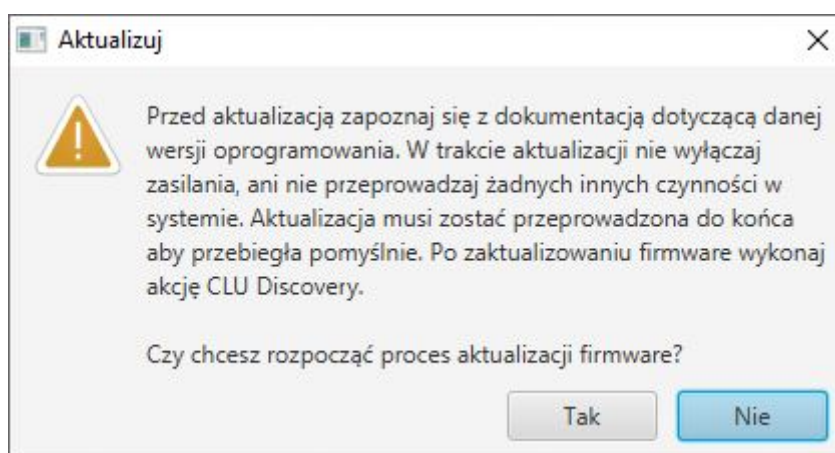 Aktualizuj
Przed aktualizacją zapoznaj się z dokumentacją dotyczącą danej
wersji oprogramowania. W trakcie aktualizacji nie wyłączaj
zasilania, ani nie przeprowadzaj żadnych innych czynności w
systemie. Aktualizacja musi zostać przeprowadzona do końca
aby przebiegła pomyślnie. Po zaktualizowaniu firmware wykonaj
akcję CLU Discovery.
Czy chcesz rozpocząć proces aktualizacji firmware?
Tak
Nie